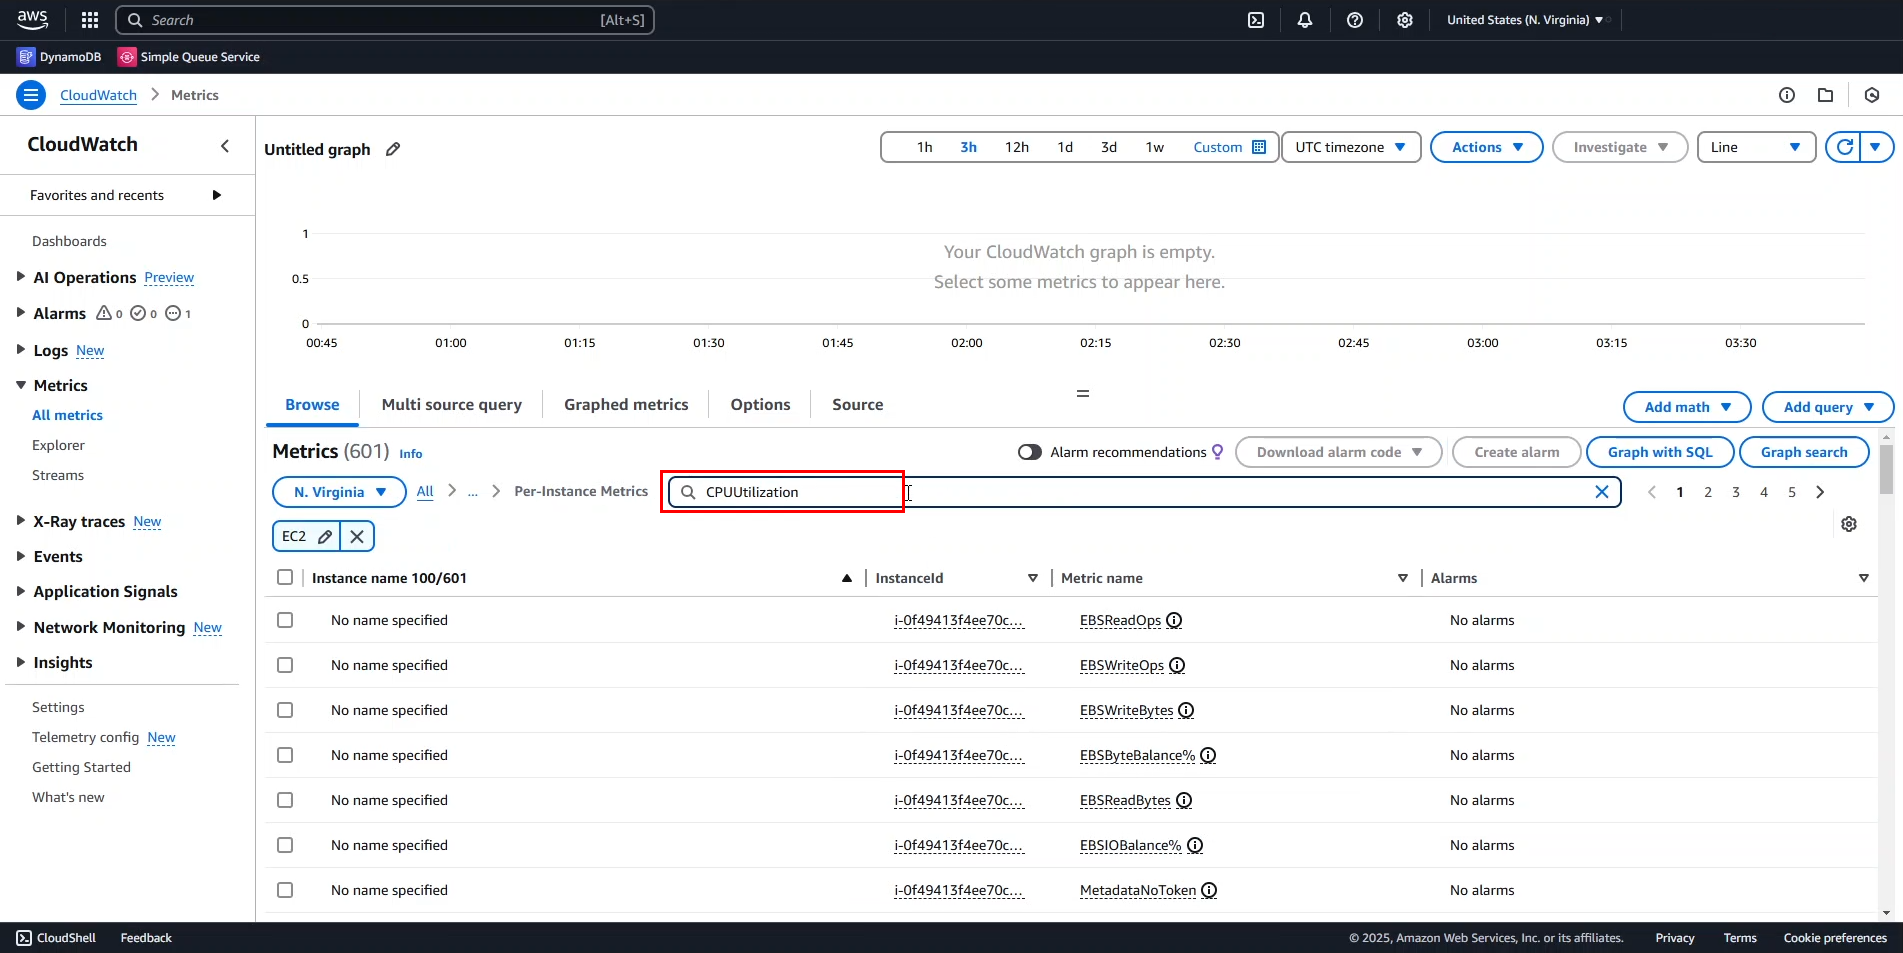 aws
Search [Alt+S]
United States (N. Virginia)
DynamoDB Simple Queue Service
CloudWatch Metrics
CloudWatch
Favorites and recents
Dashboards
AI Operations Preview
Alarms 0 0 1
Logs New
Metrics
All metrics
Explorer
Streams
X-Ray traces New
Events
Application Signals
Network Monitoring New
Insights
Settings
Telemetry config New
Getting Started
What's new
Untitled graph
1h 3h 12h 1d 3d 1w Custom UTC timezone Actions Investigate Line
1
0.5
0
Your CloudWatch graph is empty.
Select some metrics to appear here.
00:45 01:00 01:15 01:30 01:45 02:00 02:15 02:30 02:45 03:00 03:15 03:30
Browse Multi source query Graphed metrics Options Source
Add math Add query
Metrics (601) Info
Alarm recommendations Download alarm code Create alarm Graph with SQL Graph search
N. Virginia All ... Per-Instance Metrics CPUUtilization 1 2 3 4 5
EC2
Instance name 100/601 InstanceId Metric name Alarms
No name specified i-0f49413f4ee70c... EBSReadOps No alarms
No name specified i-0f49413f4ee70c... EBSWriteOps No alarms
No name specified i-0f49413f4ee70c... EBSWriteBytes No alarms
No name specified i-0f49413f4ee70c... EBSByteBalance% No alarms
No name specified i-0f49413f4ee70c... EBSReadBytes No alarms
No name specified i-0f49413f4ee70c... EBSIOBalance% No alarms
No name specified i-0f49413f4ee70c... MetadataNoToken No alarms
CloudShell Feedback
© 2025, Amazon Web Services, Inc. or its affiliates. Privacy Terms Cookie preferences